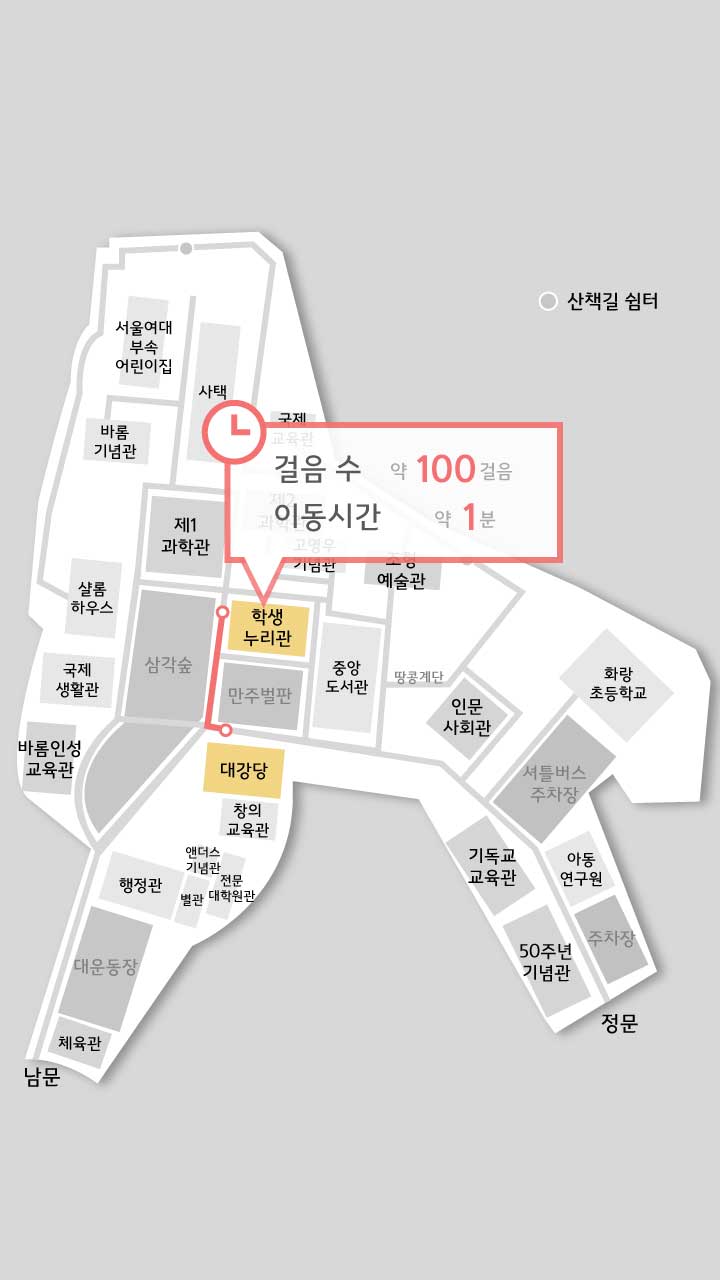 산책길 쉼터
서울여대
부속
어린이집
사택
국제
교육관
바롬
기념관
걸음 수 약 100걸음
이동시간 약 1분
제2
과학관
고명우
기념관
제1
과학관
조형
예술관
샬롬
하우스
학생
누리관
삼각숲
국제
생활관
만주벌판
중앙
도서관
땅콩계단
인문
사회관
화랑
초등학교
바롬인성
교육관
대강당
셔틀버스
주차장
창의
교육관
앤더스
기념관
행정관
별관
전문
대학원관
기독교
교육관
아동
연구원
대운동장
50주년
기념관
주차장
체육관
정문
남문